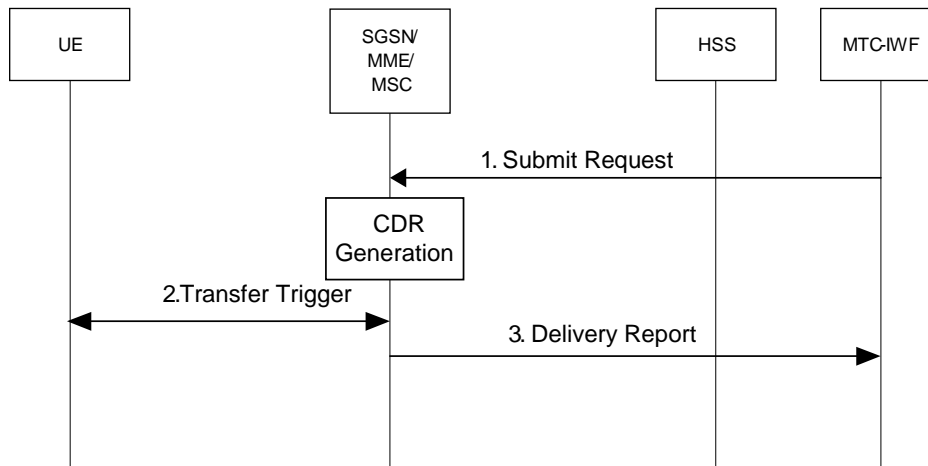 UE
SGSN/
MME/
MSC
HSS
MTC-IWF
1. Submit Request
CDR
Generation
2.Transfer Trigger
3. Delivery Report